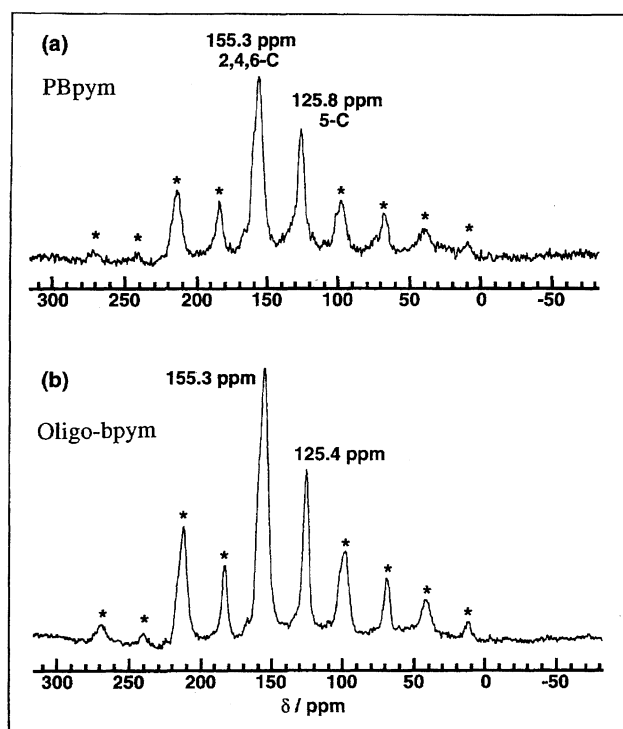 (a)
PBpym
155.3 ppm
2,4,6-C
125.8 ppm
5-C
* * * * * * * *
300 250 200 150 100 50 0 -50
(b)
Oligo-bpym
155.3 ppm
125.4 ppm
* * * * * * * *
300 250 200 150 100 50 0 -50
δ / ppm